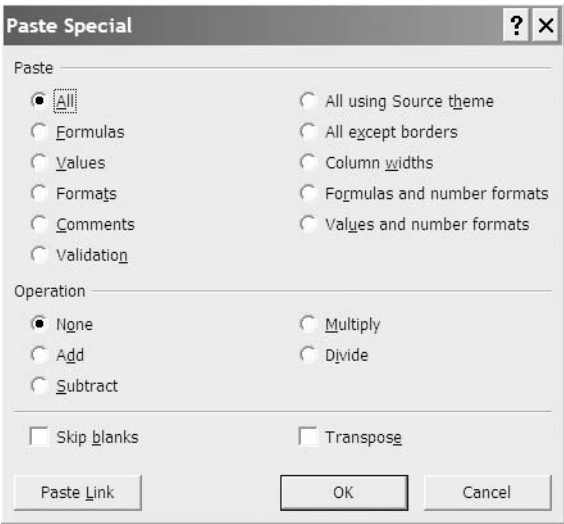 Paste Special
Paste
All
All using Source theme
Formulas
All except borders
Values
Column widths
Formats
Formulas and number formats
Comments
Values and number formats
Validation
Operation
None
Multiply
Add
Divide
Subtract
Skip blanks
Transpose
Paste Link
OK
Cancel